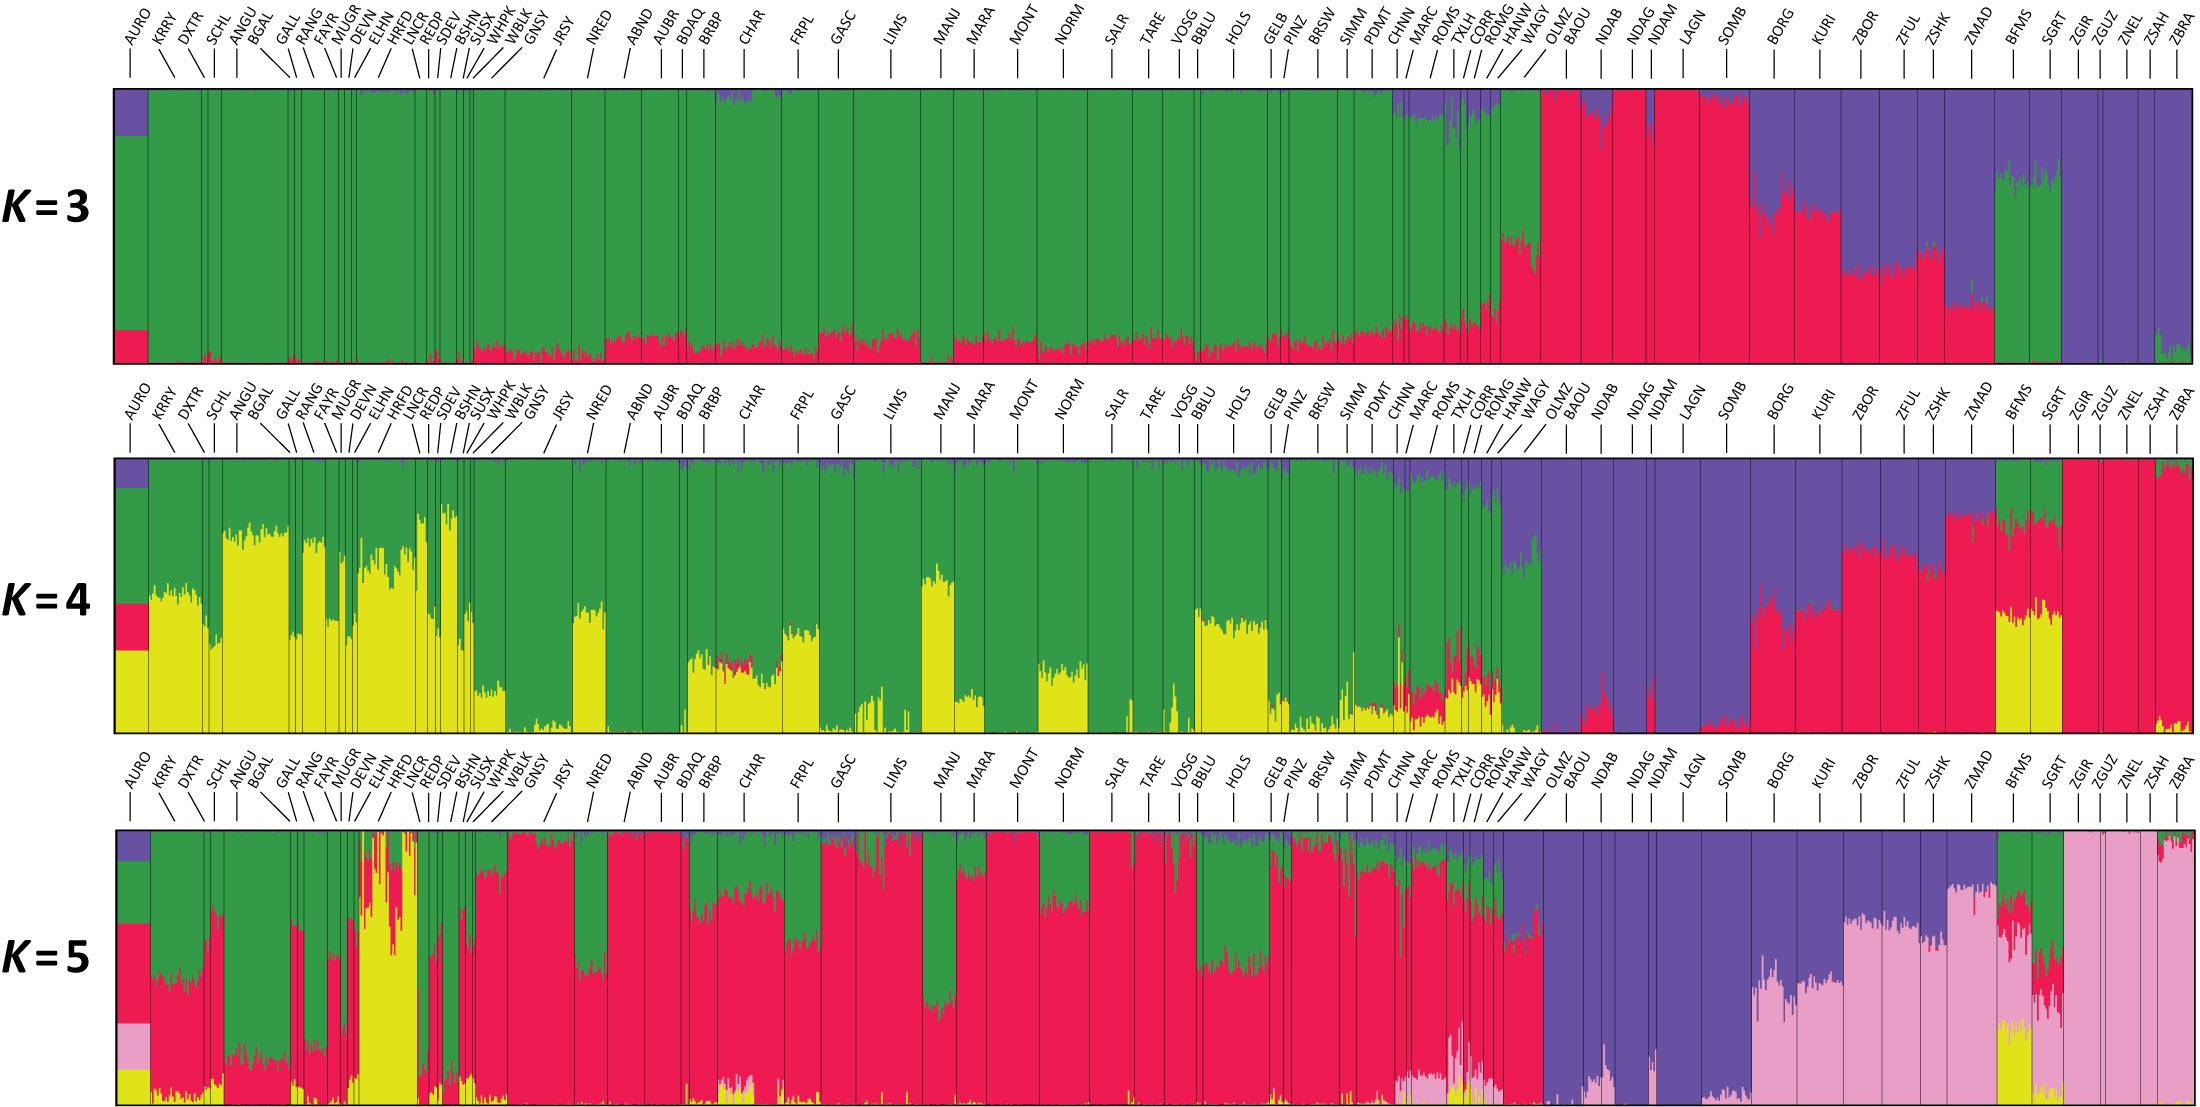 AURO KRRY DXTR SCHL ANGU BGAL GALL RANG FAYR MUGR DEVN ELHN HRFD LNCR REDP SDEV BSHN SUSX WHPK WBLK GNSY JRSY NRED ABND AUBR BDAQ BRBP CHAR FRPL GASC LIMS MANJ MARA MONT NORM SALR TARE VOSG BBLU HOLS GELB PINZ BRSW SIMM PDMT CHNN MARC ROMS TXLH CORR ROMG HANW WAGY OLMZ BAOU NDAB NDAG NDAM LAGN SOMB BORG KURI ZBOR ZFUL ZSHK ZMAD BFMS SGRT ZGIR ZGUZ ZNEL ZSAH ZBRA
K = 3
AURO KRRY DXTR SCHL ANGU BGAL GALL RANG FAYR MUGR DEVN ELHN HRFD LNCR REDP SDEV BSHN SUSX WHPK WBLK GNSY JRSY NRED ABND AUBR BDAQ BRBP CHAR FRPL GASC LIMS MANJ MARA MONT NORM SALR TARE VOSG BBLU HOLS GELB PINZ BRSW SIMM PDMT CHNN MARC ROMS TXLH CORR ROMG HANW WAGY OLMZ BAOU NDAB NDAG NDAM LAGN SOMB BORG KURI ZBOR ZFUL ZSHK ZMAD BFMS SGRT ZGIR ZGUZ ZNEL ZSAH ZBRA
K = 4
AURO KRRY DXTR SCHL ANGU BGAL GALL RANG FAYR MUGR DEVN ELHN HRFD LNCR REDP SDEV BSHN SUSX WHPK WBLK GNSY JRSY NRED ABND AUBR BDAQ BRBP CHAR FRPL GASC LIMS MANJ MARA MONT NORM SALR TARE VOSG BBLU HOLS GELB PINZ BRSW SIMM PDMT CHNN MARC ROMS TXLH CORR ROMG HANW WAGY OLMZ BAOU NDAB NDAG NDAM LAGN SOMB BORG KURI ZBOR ZFUL ZSHK ZMAD BFMS SGRT ZGIR ZGUZ ZNEL ZSAH ZBRA
K = 5